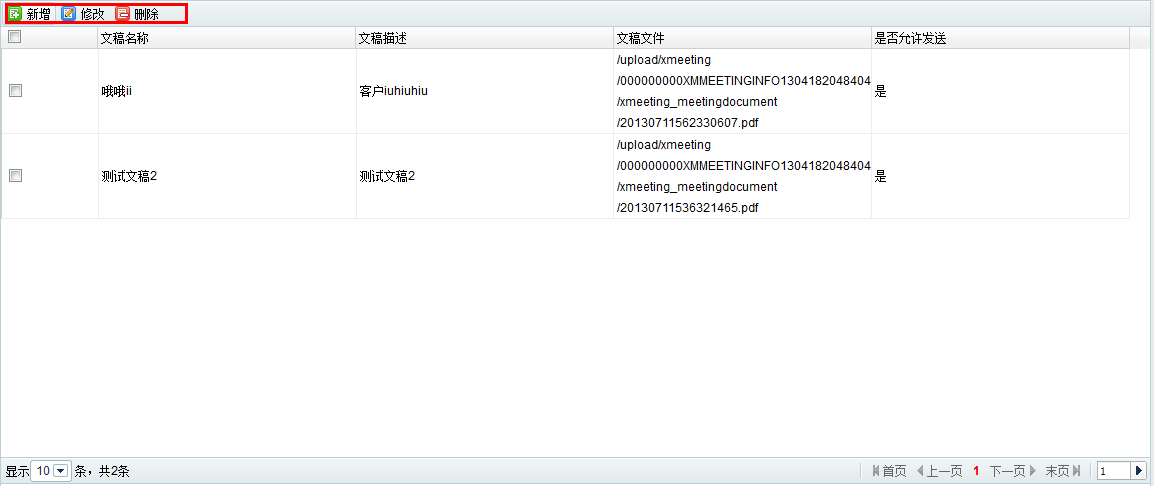 新增 修改 删除
文稿名称 文稿描述 文稿文件 是否允许发送
哦哦ii 客户iuhiuhiu /upload/xmeeting
/000000000XMMEETINGINFO1304182048404
/xmeeting_meetingdocument
/20130711562330607.pdf 是
测试文稿2 测试文稿2 /upload/xmeeting
/000000000XMMEETINGINFO1304182048404
/xmeeting_meetingdocument
/20130711536321465.pdf 是
显示 10 条，共2条 首页 上一页 1 下一页 末页 1